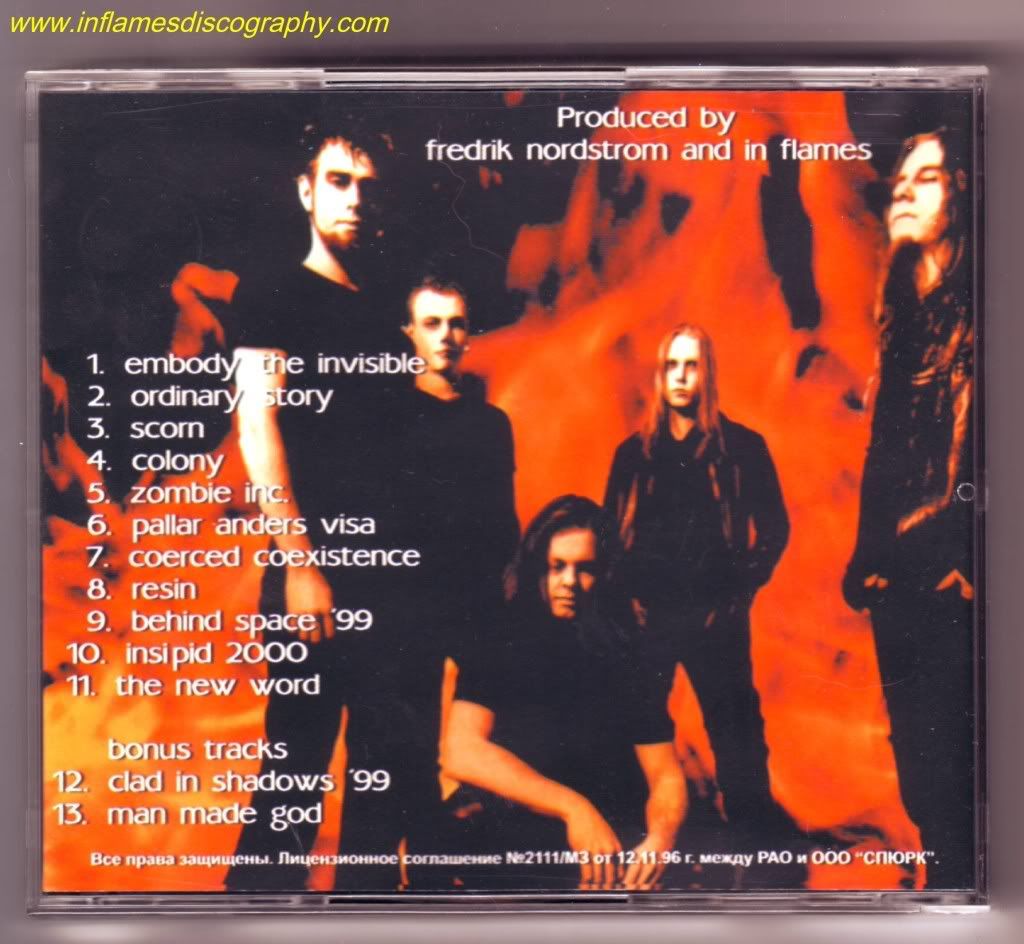 www.inflamesdiscography.com
Produced by
fredrik nordstrom and in flames
1. embody the invisible
2. ordinary story
3. scorn
4. colony
5. zombie inc.
6. pallar anders visa
7. coerced coexistence
8. resin
9. behind space '99
10. insipid 2000
11. the new word
bonus tracks
12. clad in shadows '99
13. man made god
Все права защищены. Лицензионное соглашение №2111/МЗ от 12.11.96 г. между РАО и ООО "СПЮРК".